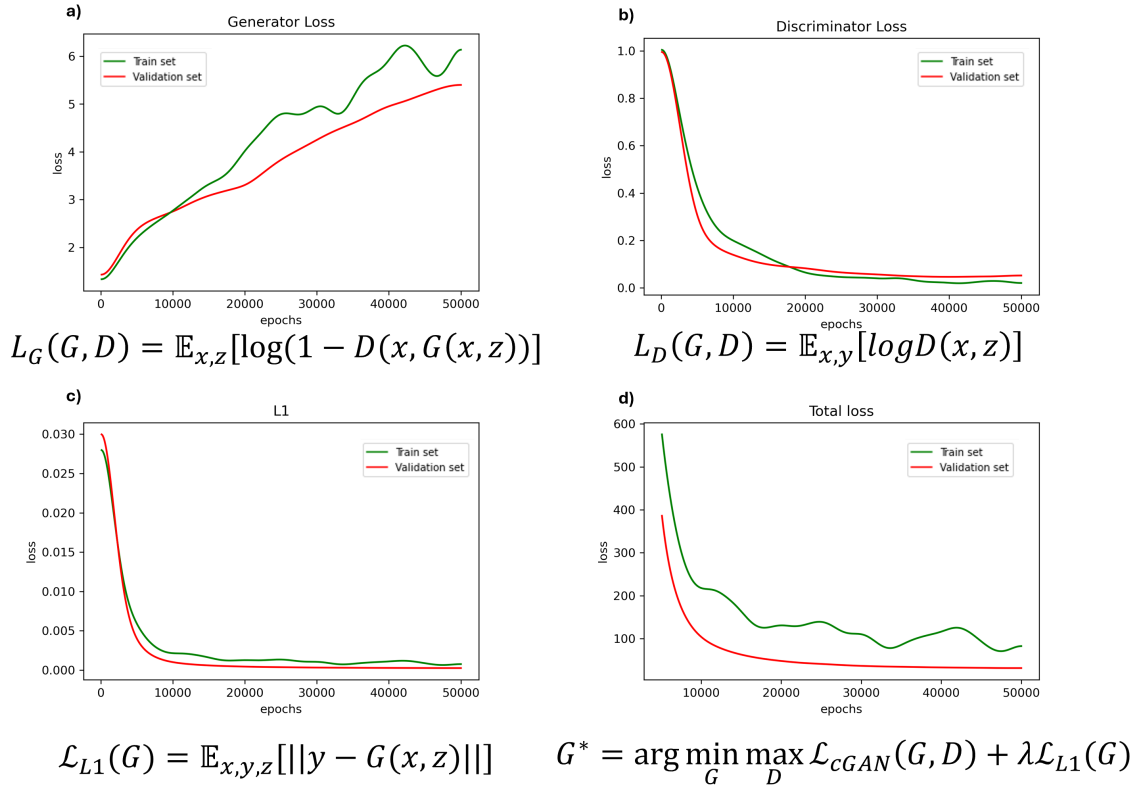 a)
Generator Loss
Train set
Validation set
6
5
4
3
2
loss
0 10000 20000 30000 40000 50000
epochs
L_G(G, D) = 𝔼_{x,z}[log(1 − D(x, G(x, z))]
b)
Discriminator Loss
Train set
Validation set
1.0
0.8
0.6
0.4
0.2
0.0
loss
0 10000 20000 30000 40000 50000
epochs
L_D(G, D) = 𝔼_{x,y}[logD(x, z)]
c)
L1
Train set
Validation set
0.030
0.025
0.020
0.015
0.010
0.005
0.000
loss
0 10000 20000 30000 40000 50000
epochs
ℒ_{L1}(G) = 𝔼_{x,y,z}[||y − G(x, z)||]
d)
Total loss
Train set
Validation set
600
500
400
300
200
100
loss
10000 20000 30000 40000 50000
epochs
G* = arg min_G max_D ℒ_{cGAN}(G, D) + λℒ_{L1}(G)